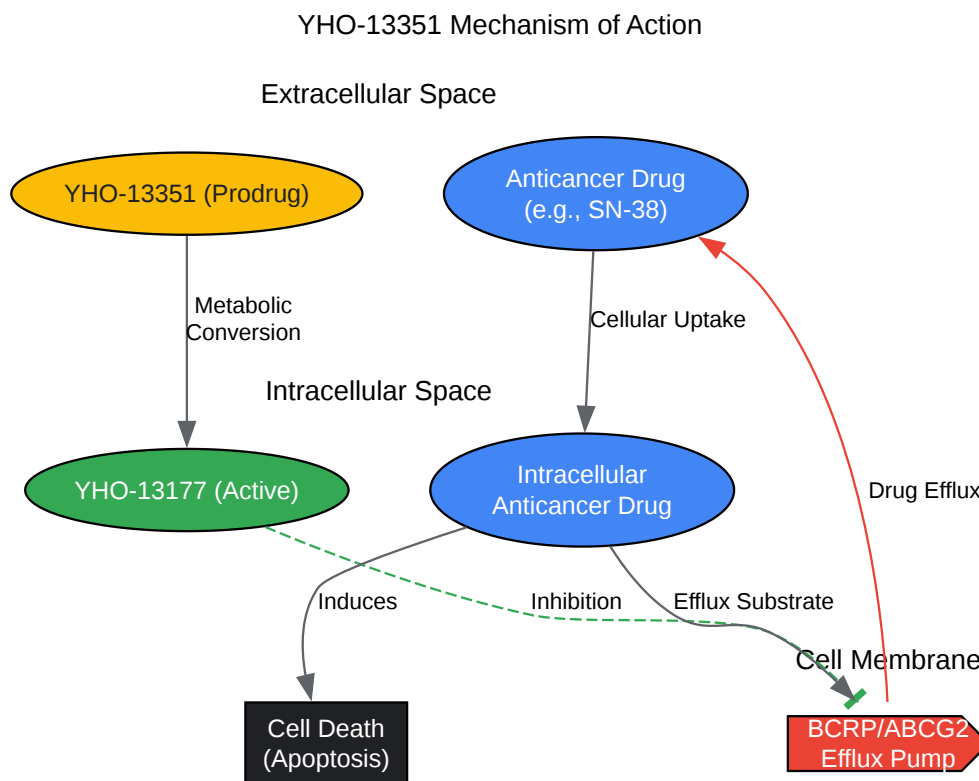 YHO-13351 Mechanism of Action
Extracellular Space
YHO-13351 (Prodrug)
Anticancer Drug
(e.g., SN-38)
Metabolic
Conversion
Cellular Uptake
Intracellular Space
YHO-13177 (Active)
Intracellular
Anticancer Drug
Drug Efflux
Induces
Inhibition
Efflux Substrate
Cell Membrane
Cell Death
(Apoptosis)
BCRP/ABCG2
Efflux Pump